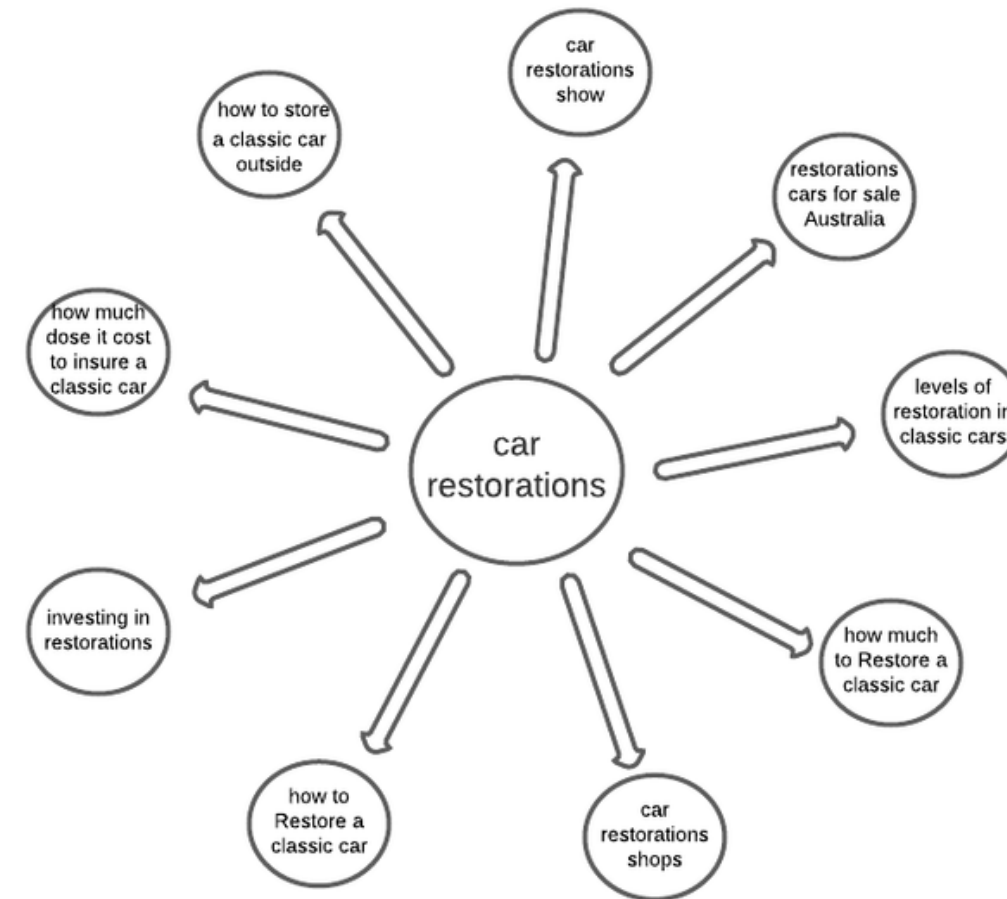 car
restorations
show
how to store
a classic car
outside
restorations
cars for sale
Australia
how much
dose it cost
to insure a
classic car
levels of
restoration in
classic cars
car
restorations
investing in
restorations
how much
to Restore a
classic car
how to
Restore a
classic car
car
restorations
shops